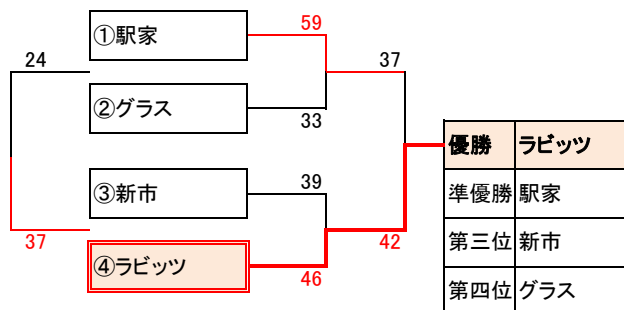 59
①駅家
24
37
②グラス
33
優勝 ラビッツ
39
③新市
準優勝 駅家
37
42
第三位 新市
④ラビッツ
46
第四位 グラス